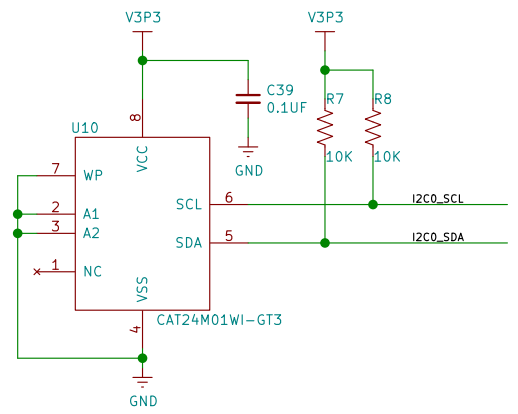 V3P3
V3P3
C39
0.1UF
GND
R7
R8
10K
10K
U10
8
VCC
7
WP
2
A1
3
A2
1
NC
SCL
6
I2C0_SCL
SDA
5
I2C0_SDA
VSS
4
CAT24M01WI-GT3
GND